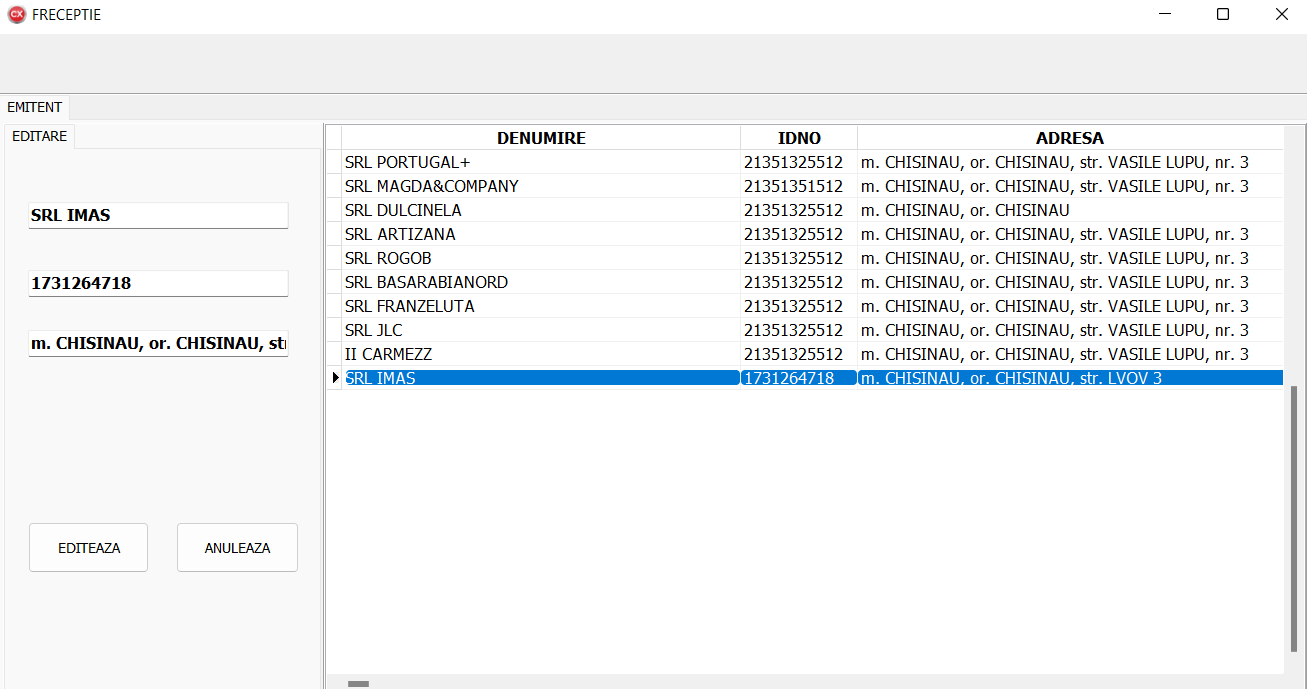 CX FRECEPTIE
EMITENT
EDITARE
SRL IMAS
1731264718
m. CHISINAU, or. CHISINAU, st
EDITEAZA ANULEAZA
DENUMIRE IDNO ADRESA
SRL PORTUGAL+ 21351325512 m. CHISINAU, or. CHISINAU, str. VASILE LUPU, nr. 3
SRL MAGDA&COMPANY 21351351512 m. CHISINAU, or. CHISINAU, str. VASILE LUPU, nr. 3
SRL DULCINELA 21351325512 m. CHISINAU, or. CHISINAU
SRL ARTIZANA 21351325512 m. CHISINAU, or. CHISINAU, str. VASILE LUPU, nr. 3
SRL ROGOB 21351325512 m. CHISINAU, or. CHISINAU, str. VASILE LUPU, nr. 3
SRL BASARABIANORD 21351325512 m. CHISINAU, or. CHISINAU, str. VASILE LUPU, nr. 3
SRL FRANZELUTA 21351325512 m. CHISINAU, or. CHISINAU, str. VASILE LUPU, nr. 3
SRL JLC 21351325512 m. CHISINAU, or. CHISINAU, str. VASILE LUPU, nr. 3
II CARMEZZ 21351325512 m. CHISINAU, or. CHISINAU, str. VASILE LUPU, nr. 3
SRL IMAS 1731264718 m. CHISINAU, or. CHISINAU, str. LVOV 3